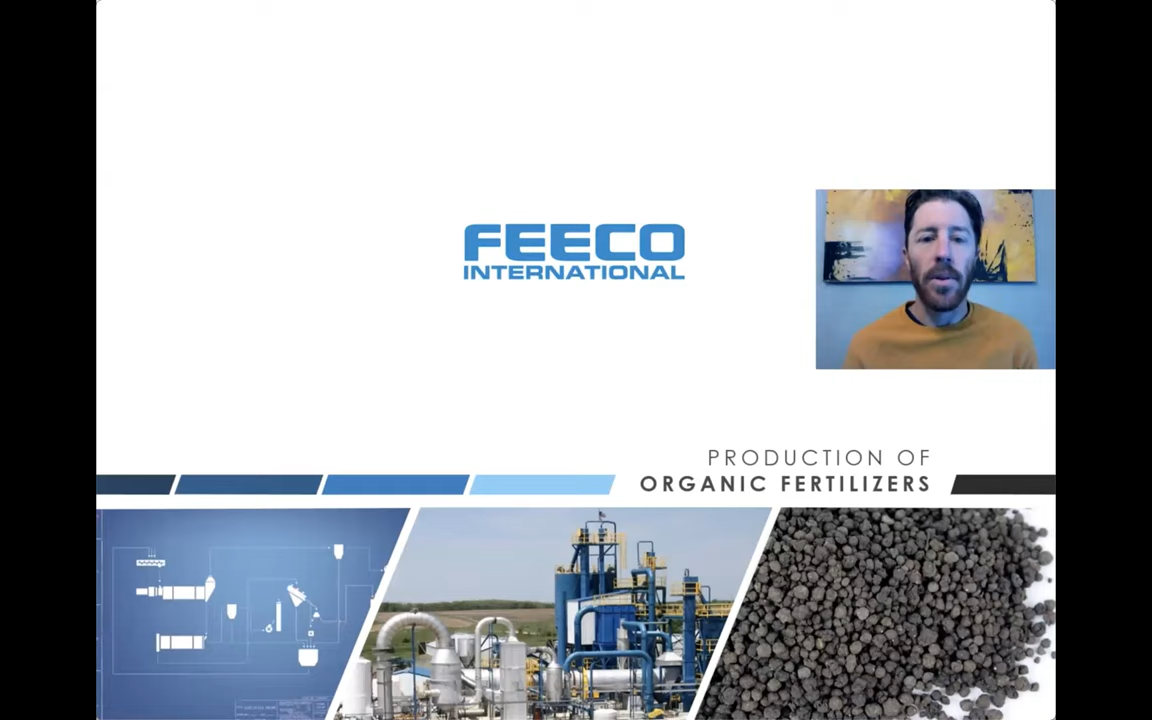 FEECO
INTERNATIONAL
PRODUCTION OF
ORGANIC FERTILIZERS